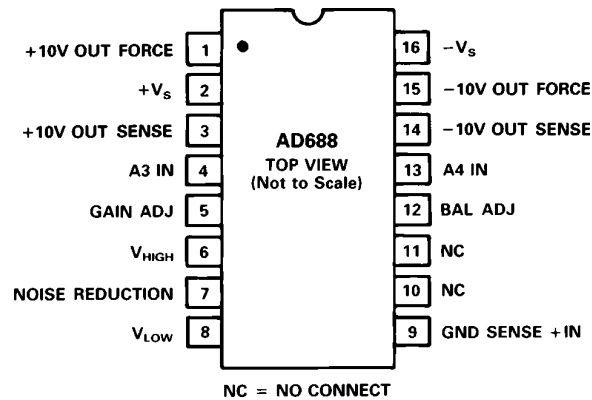 +10V OUT FORCE 1 16 −Vs
+Vs 2 15 −10V OUT FORCE
+10V OUT SENSE 3 14 −10V OUT SENSE
AD688
TOP VIEW
(Not to Scale)
A3 IN 4 13 A4 IN
GAIN ADJ 5 12 BAL ADJ
VHIGH 6 11 NC
NOISE REDUCTION 7 10 NC
VLOW 8 9 GND SENSE +IN
NC = NO CONNECT